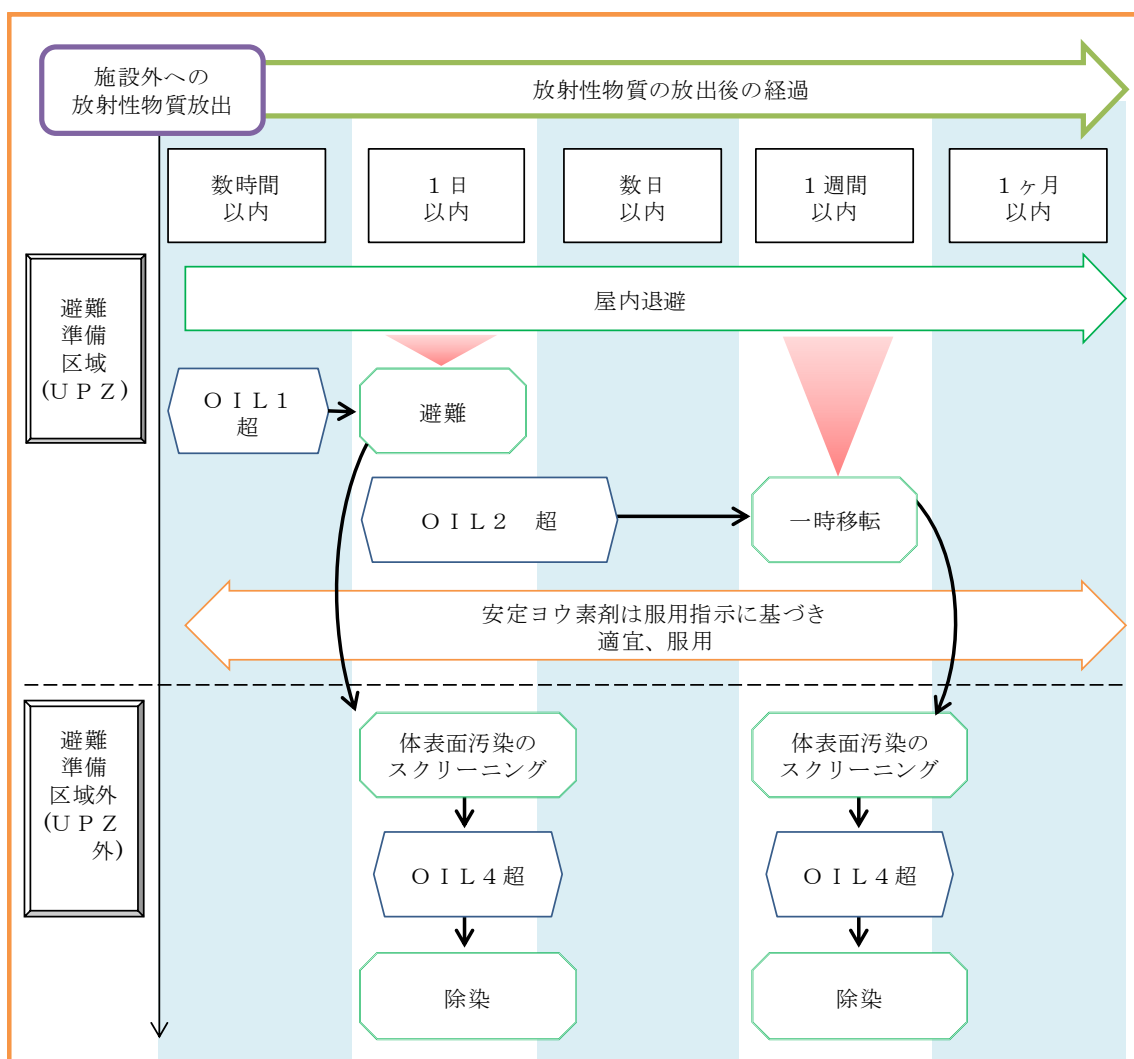 施設外への
放射性物質放出
放射性物質の放出後の経過
数時間
以内
１日
以内
数日
以内
１週間
以内
１ヶ月
以内
避難
準備
区域
(ＵＰＺ)
屋内退避
ＯＩＬ１
超
避難
ＯＩＬ２　超
一時移転
安定ヨウ素剤は服用指示に基づき
適宜、服用
避難
準備
区域外
(ＵＰＺ
外)
体表面汚染の
スクリーニング
体表面汚染の
スクリーニング
ＯＩＬ４超
ＯＩＬ４超
除染
除染